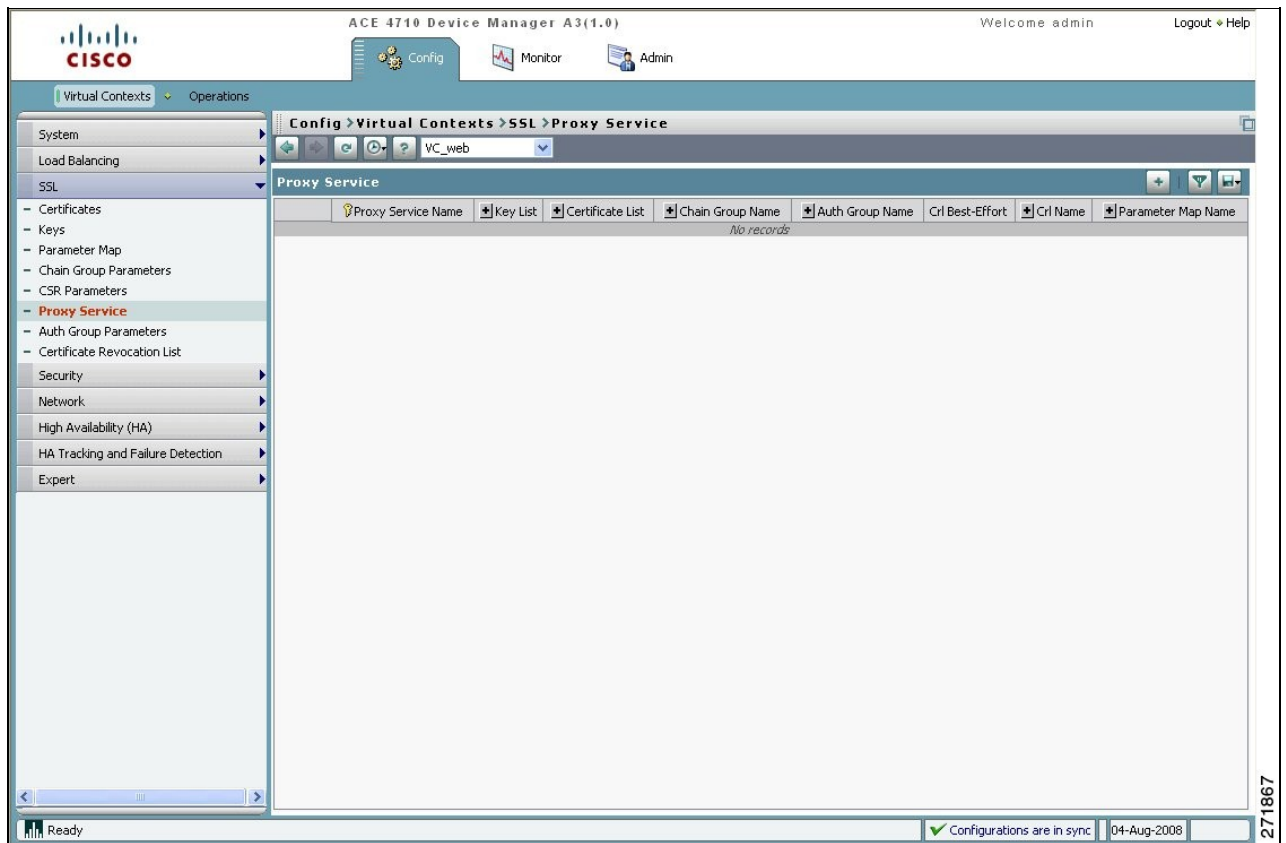 ACE 4710 Device Manager A3(1.0)
Welcome admin
Logout Help
CISCO
Config
Monitor
Admin
Virtual Contexts
Operations
Config > Virtual Contexts > SSL > Proxy Service
VC_web
System
Load Balancing
SSL
Certificates
Keys
Parameter Map
Chain Group Parameters
CSR Parameters
Proxy Service
Auth Group Parameters
Certificate Revocation List
Security
Network
High Availability (HA)
HA Tracking and Failure Detection
Expert
Proxy Service
Proxy Service Name
Key List
Certificate List
Chain Group Name
Auth Group Name
Crl Best-Effort
Crl Name
Parameter Map Name
No records
Ready
Configurations are in sync
04-Aug-2008
271867